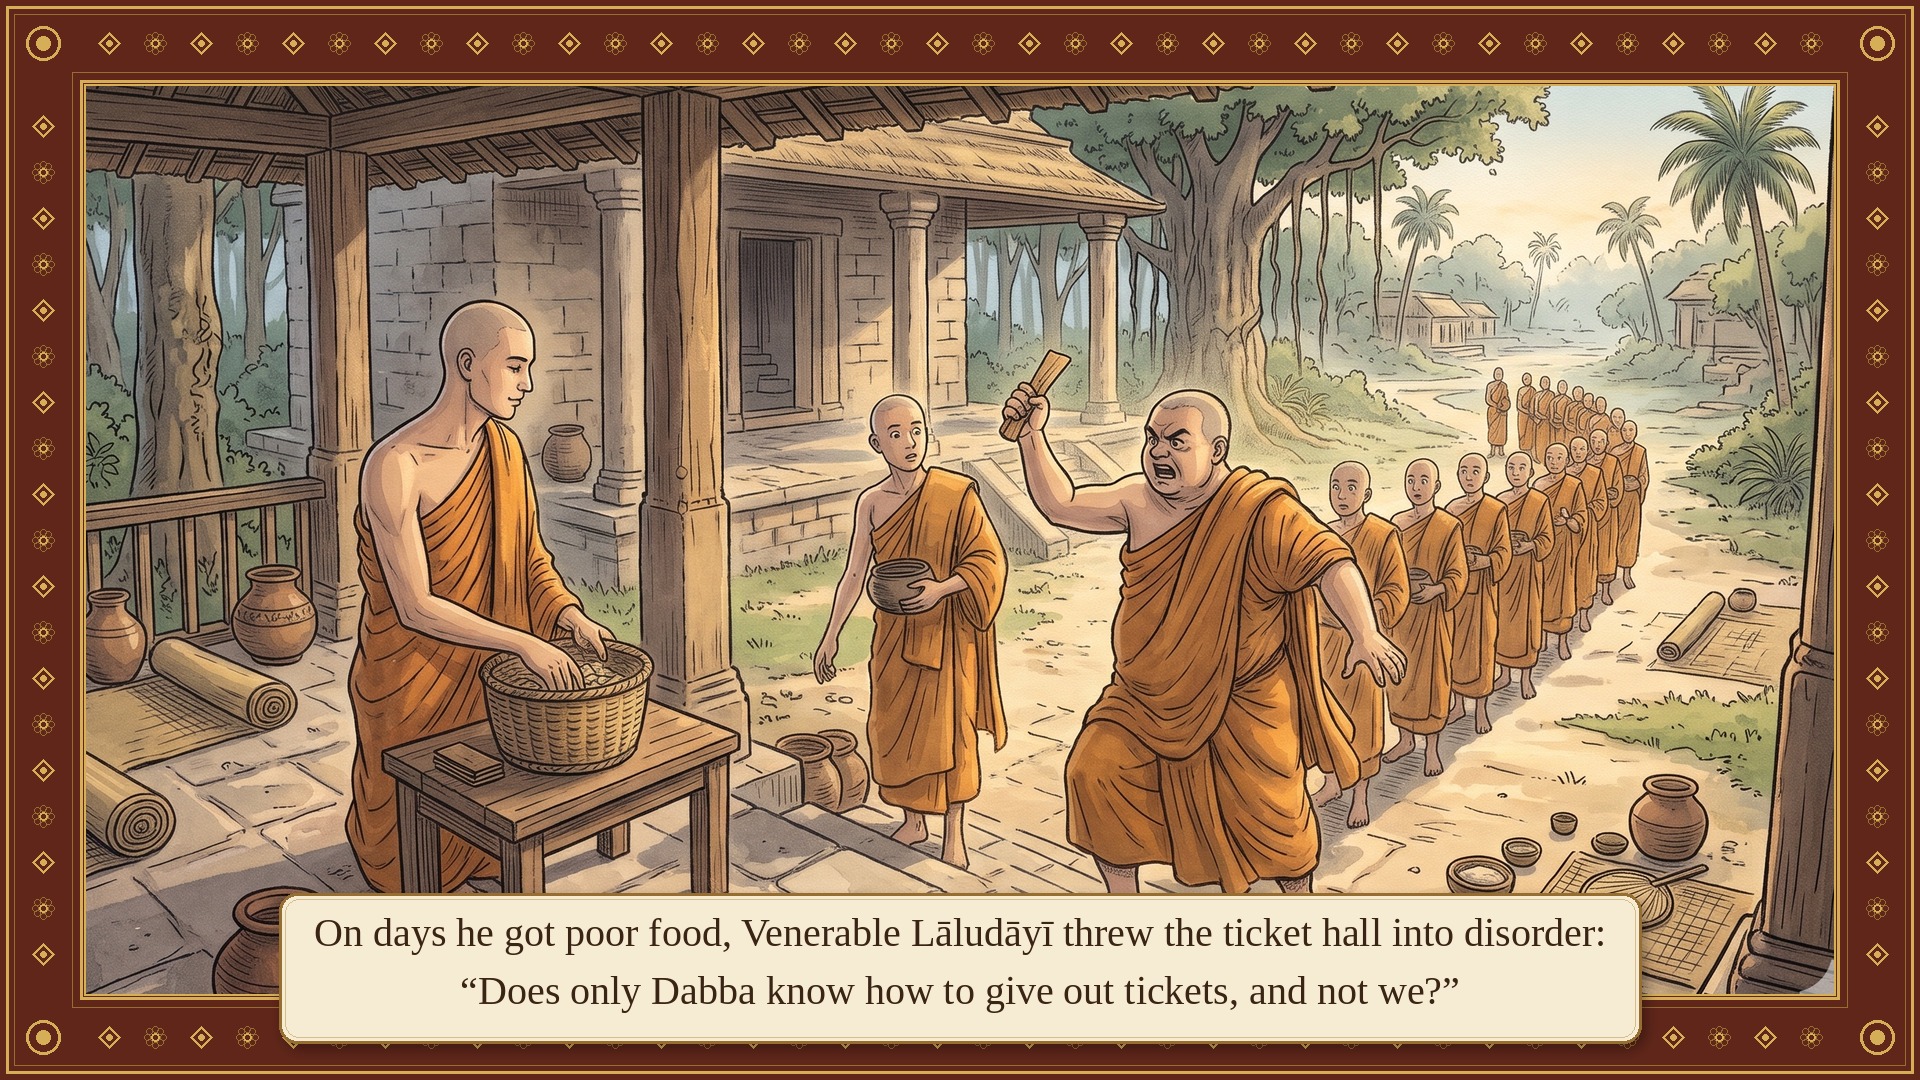 On days he got poor food, Venerable Lāludāyī threw the ticket hall into disorder:
“Does only Dabba know how to give out tickets, and not we?”